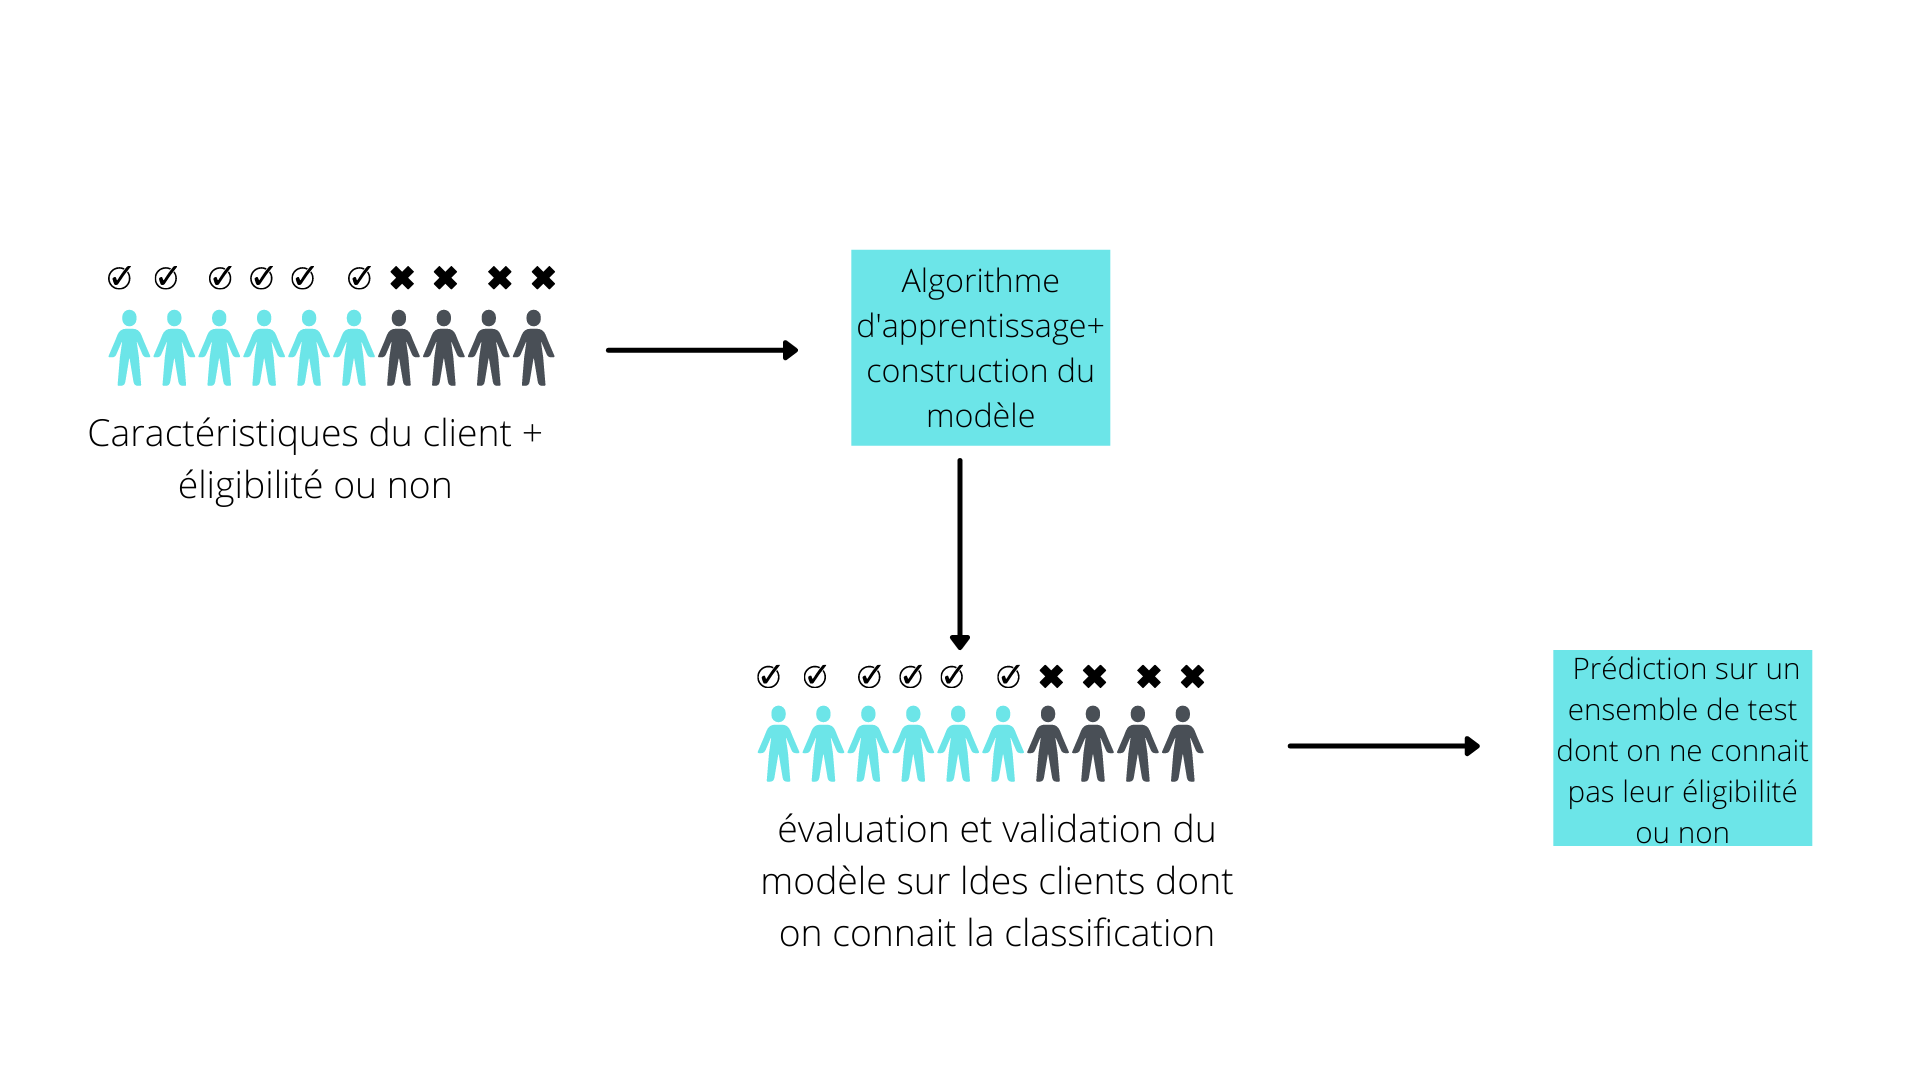 Caractéristiques du client +
éligibilité ou non
Algorithme
d'apprentissage+
construction du
modèle
évaluation et validation du
modèle sur ldes clients dont
on connait la classification
Prédiction sur un
ensemble de test
dont on ne connait
pas leur éligibilité
ou non